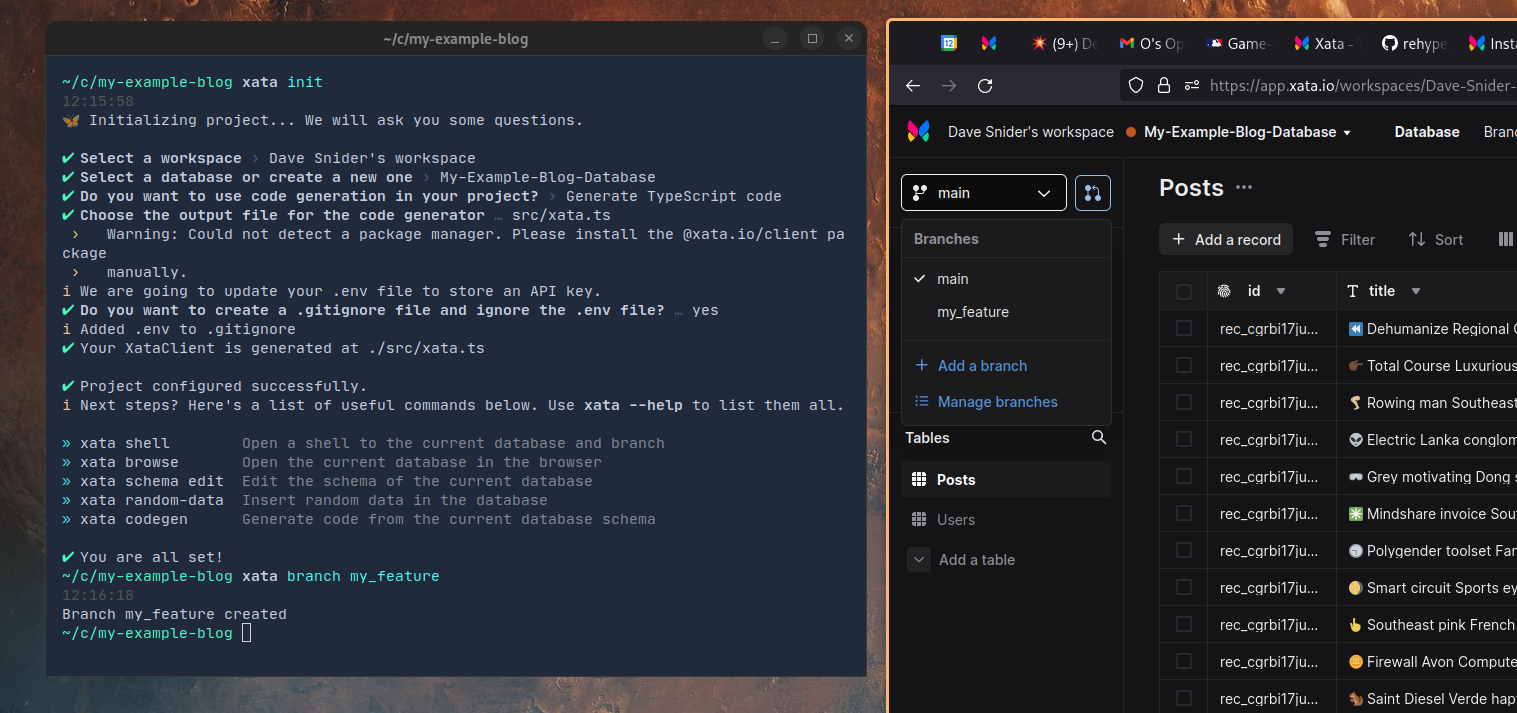 ~/c/my-example-blog
~/c/my-example-blog xata init
12:15:58
🦋 Initializing project... We will ask you some questions.
✔ Select a workspace › Dave Snider's workspace
✔ Select a database or create a new one › My-Example-Blog-Database
✔ Do you want to use code generation in your project? › Generate TypeScript code
✔ Choose the output file for the code generator … src/xata.ts
› Warning: Could not detect a package manager. Please install the @xata.io/client pa
ckage
› manually.
i We are going to update your .env file to store an API key.
✔ Do you want to create a .gitignore file and ignore the .env file? … yes
i Added .env to .gitignore
✔ Your XataClient is generated at ./src/xata.ts
✔ Project configured successfully.
i Next steps? Here's a list of useful commands below. Use xata --help to list them all.
» xata shell Open a shell to the current database and branch
» xata browse Open the current database in the browser
» xata schema edit Edit the schema of the current database
» xata random-data Insert random data in the database
» xata codegen Generate code from the current database schema
✔ You are all set!
~/c/my-example-blog xata branch my_feature
12:16:18
Branch my_feature created
~/c/my-example-blog
12 (9+) De O's Op Game- Xata - rehype Insta
https://app.xata.io/workspaces/Dave-Snider-
Dave Snider's workspace My-Example-Blog-Database Database Bran
main
Branches
main
my_feature
+ Add a branch
Manage branches
Tables
Posts
Users
Add a table
Posts ...
+ Add a record Filter Sort
id T title
rec_cgrbi17ju... ⏪ Dehumanize Regional
rec_cgrbi17ju... Total Course Luxurious
rec_cgrbi17ju... Rowing man Southeast
rec_cgrbi17ju... 👽 Electric Lanka conglom
rec_cgrbi17ju... Grey motivating Dong
rec_cgrbi17ju... ✳️ Mindshare invoice Sou
rec_cgrbi17ju... Polygender toolset Fan
rec_cgrbi17ju... Smart circuit Sports ey
rec_cgrbi17ju... 👆 Southeast pink French
rec_cgrbi17ju... Firewall Avon Compute
rec_cgrbi17ju... 🐿️ Saint Diesel Verde hap